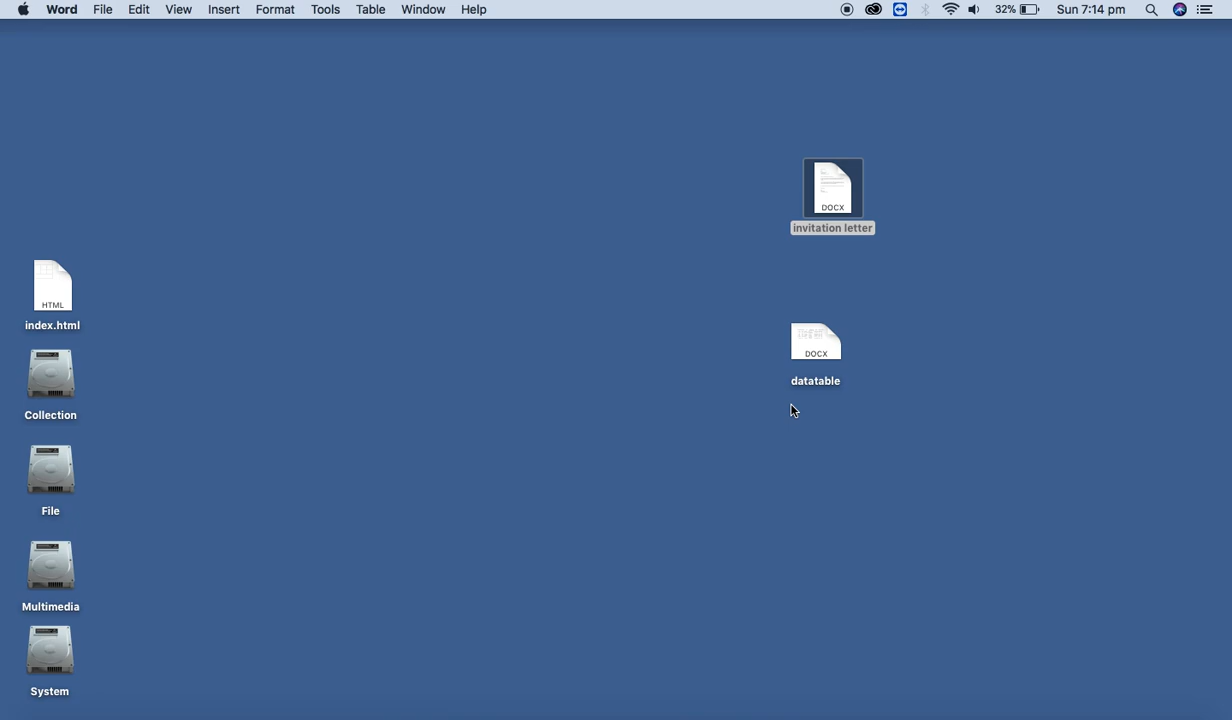 Word File Edit View Insert Format Tools Table Window Help 32% Sun 7:14 pm
DOCX
invitation letter
HTML
index.html
DOCX
datatable
Collection
File
Multimedia
System